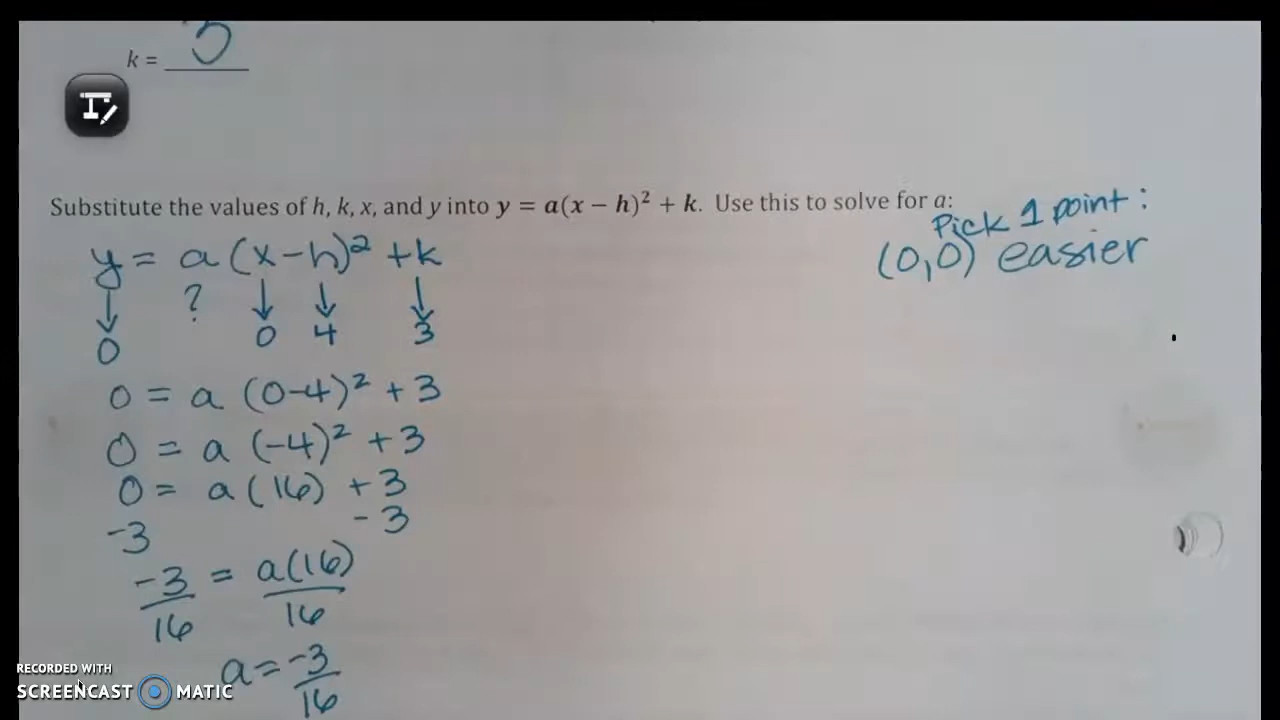 k = 3
Substitute the values of h, k, x, and y into y = a(x − h)² + k. Use this to solve for a:
Pick 1 point:
(0,0) easier
y = a (x-h)² + k
↓ ? ↓ ↓ ↓
0 0 4 3
0 = a (0-4)² + 3
0 = a (-4)² + 3
0 = a (16) + 3
-3 - 3
-3 = a(16)
16 16
a = -3
16
RECORDED WITH
SCREENCAST MATIC